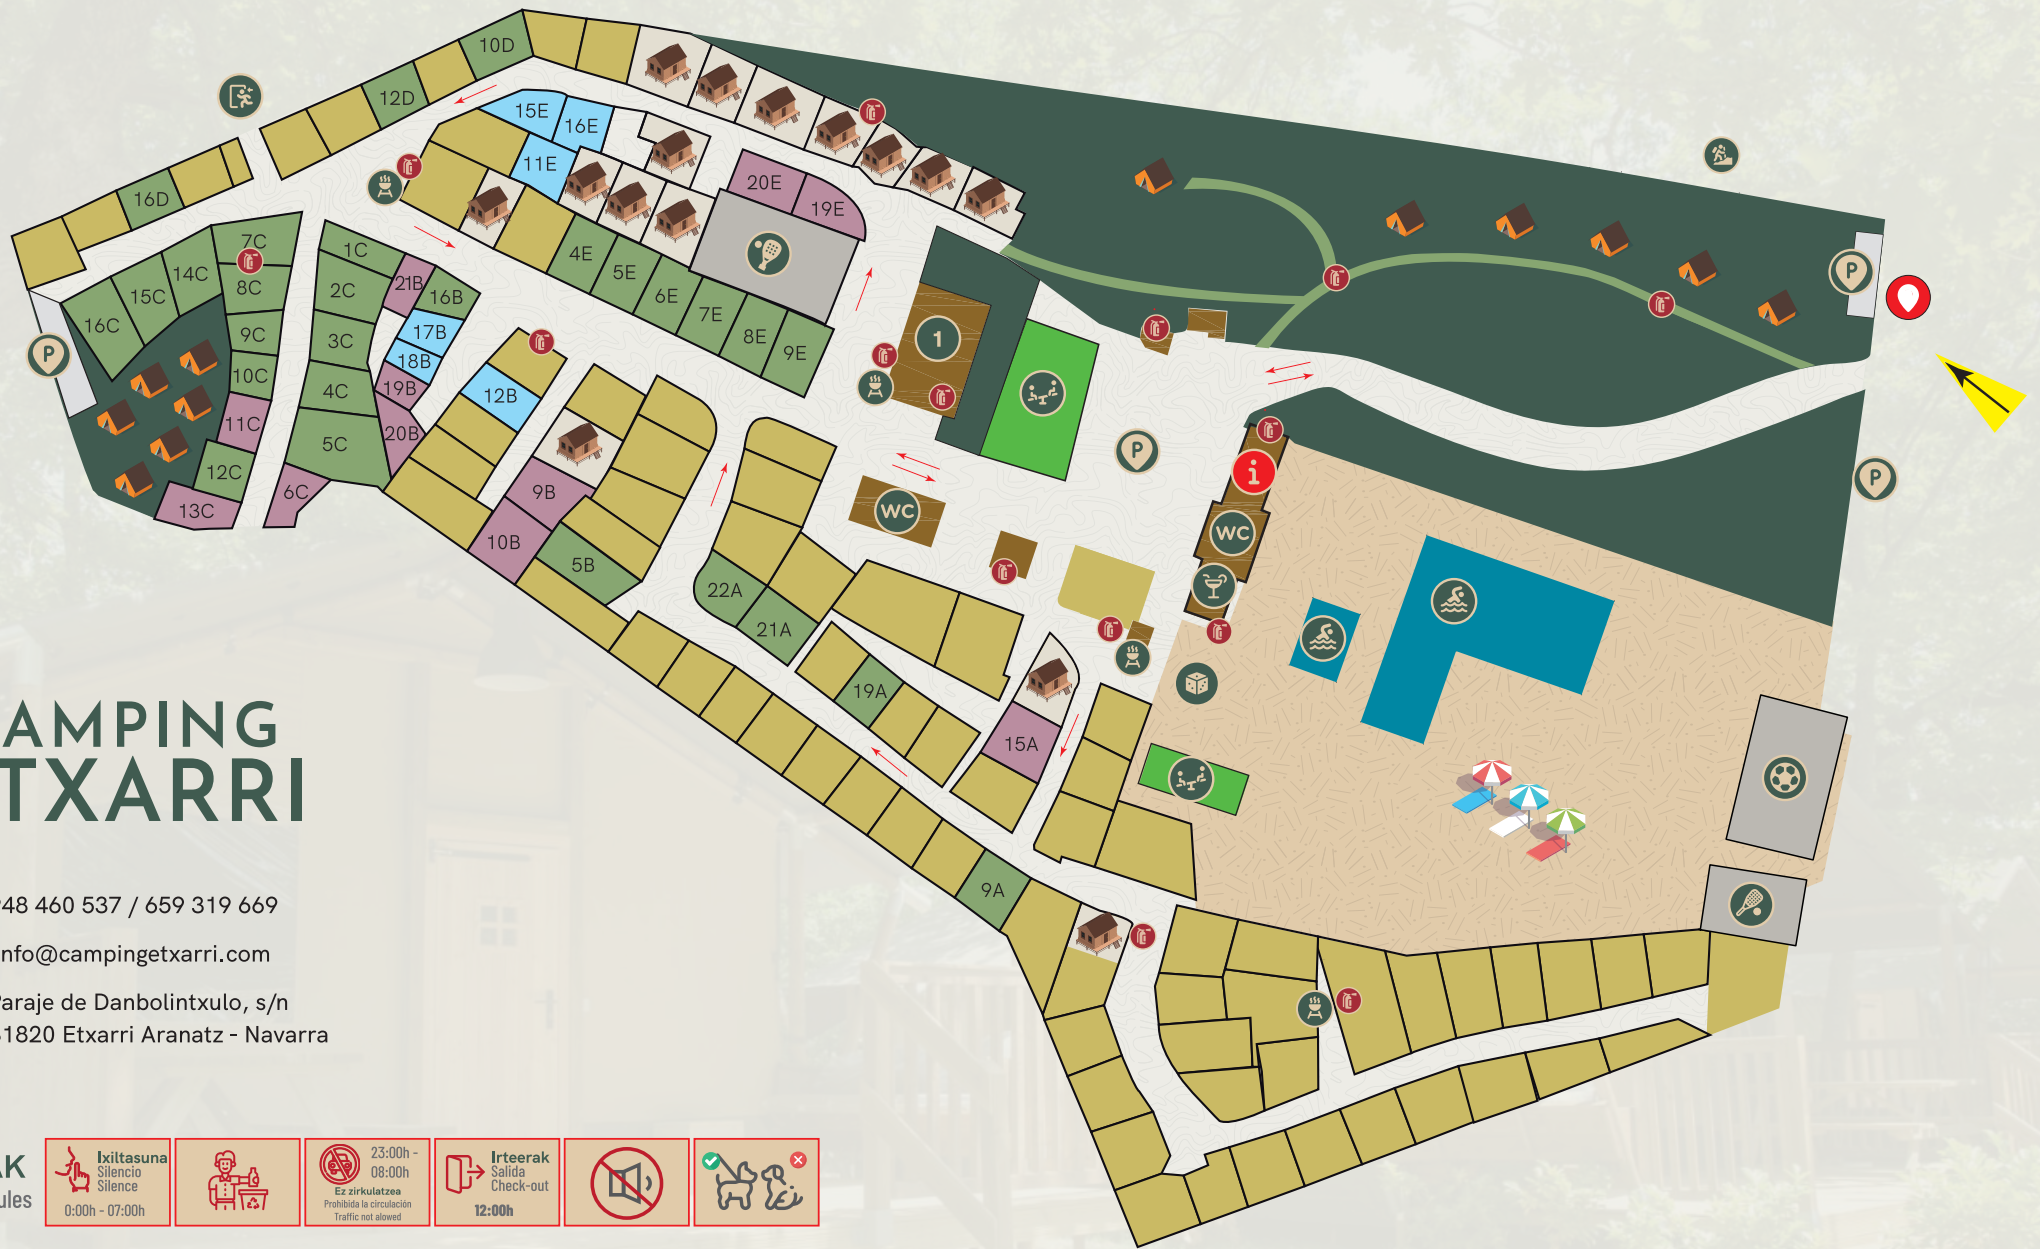 10D
12D
15E
16E
11E
16D
20E
19E
7C
1C
14C
8C
2C
21B
16B
15C
16C
4E
5E
6E
7E
8E
9E
9C
3C
17B
18B
10C
4C
19B
12B
11C
5C
20B
12C
6C
13C
9B
10B
5B
22A
21A
19A
15A
9A
P
P
P
P
1
WC
WC
i
AMPING
TXARRI
48 460 537 / 659 319 669
nfo@campingetxarri.com
araje de Danbolintxulo, s/n
31820 Etxarri Aranatz - Navarra
AK
ules
Ixiltasuna
Silencio
Silence
0:00h - 07:00h
23:00h -
08:00h
Ez zirkulatzea
Prohibida la circulación
Traffic not alowed
Irteerak
Salida
Check-out
12:00h